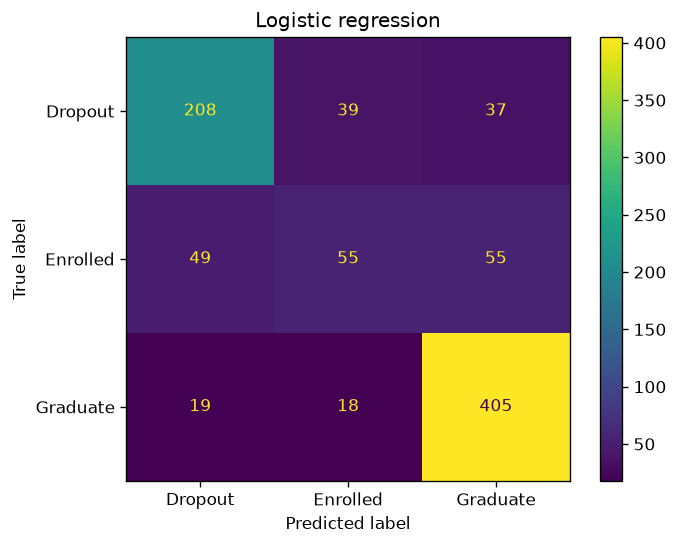 Logistic regression
True label
Dropout
208 39 37
Enrolled
49 55 55
Graduate
19 18 405
Dropout Enrolled Graduate
Predicted label
400
350
300
250
200
150
100
50